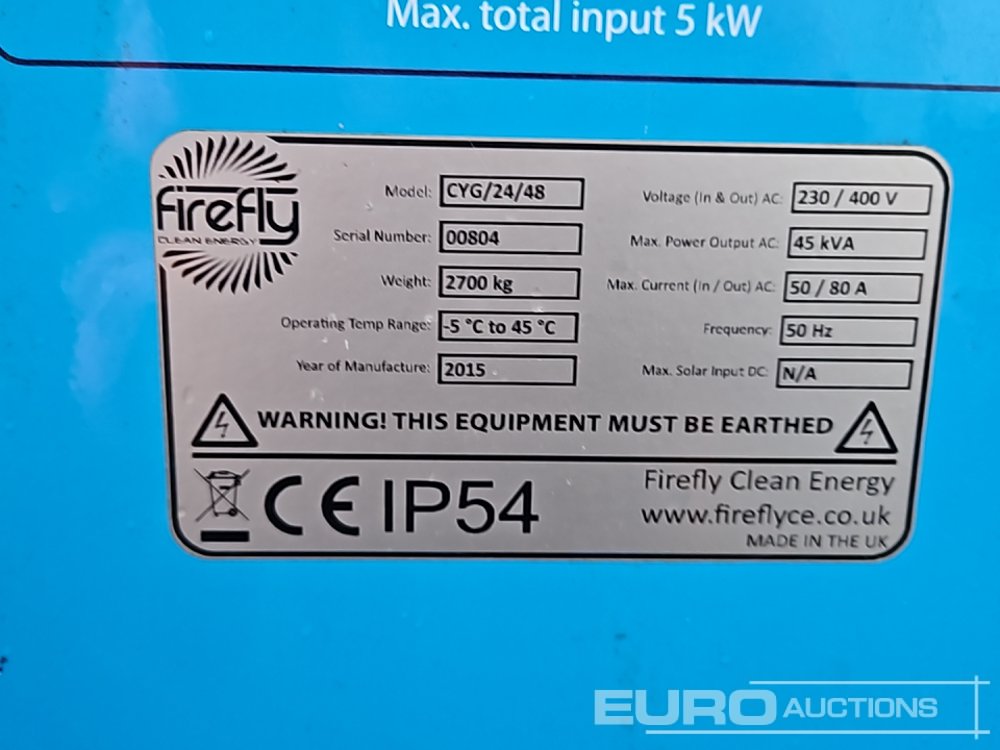 Max. total input 5 kW
firefly
CLEAN ENERGY
Model: CYG/24/48
Serial Number: 00804
Weight: 2700 kg
Operating Temp Range: -5 °C to 45 °C
Year of Manufacture: 2015
Voltage (In & Out) AC: 230 / 400 V
Max. Power Output AC: 45 kVA
Max. Current (In / Out) AC: 50 / 80 A
Frequency: 50 Hz
Max. Solar Input DC: N/A
WARNING! THIS EQUIPMENT MUST BE EARTHED
CE IP54
Firefly Clean Energy
www.fireflyce.co.uk
MADE IN THE UK
EURO AUCTIONS